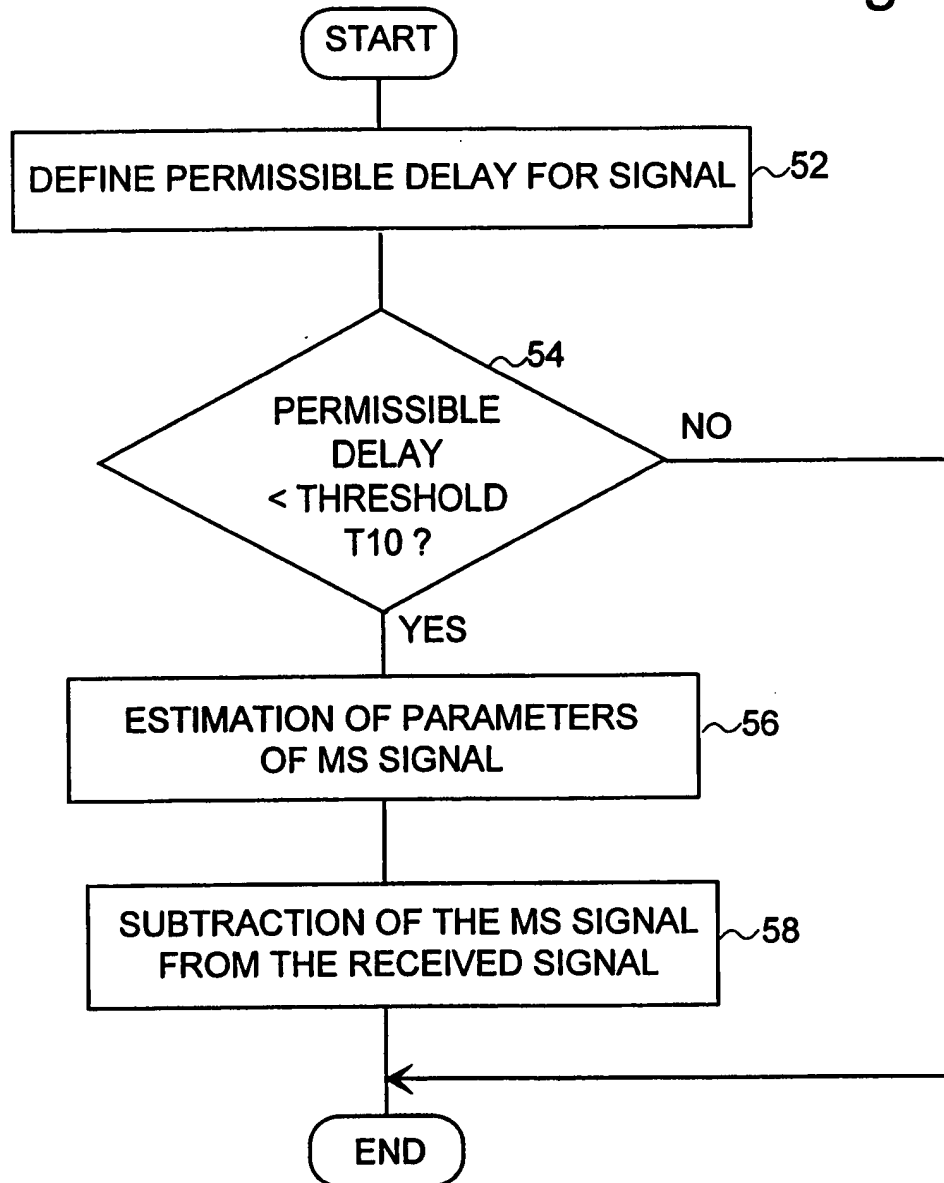 START
DEFINE PERMISSIBLE DELAY FOR SIGNAL
52
54
PERMISSIBLE
DELAY
< THRESHOLD
T10 ?
NO
YES
ESTIMATION OF PARAMETERS
OF MS SIGNAL
56
SUBTRACTION OF THE MS SIGNAL
FROM THE RECEIVED SIGNAL
58
END